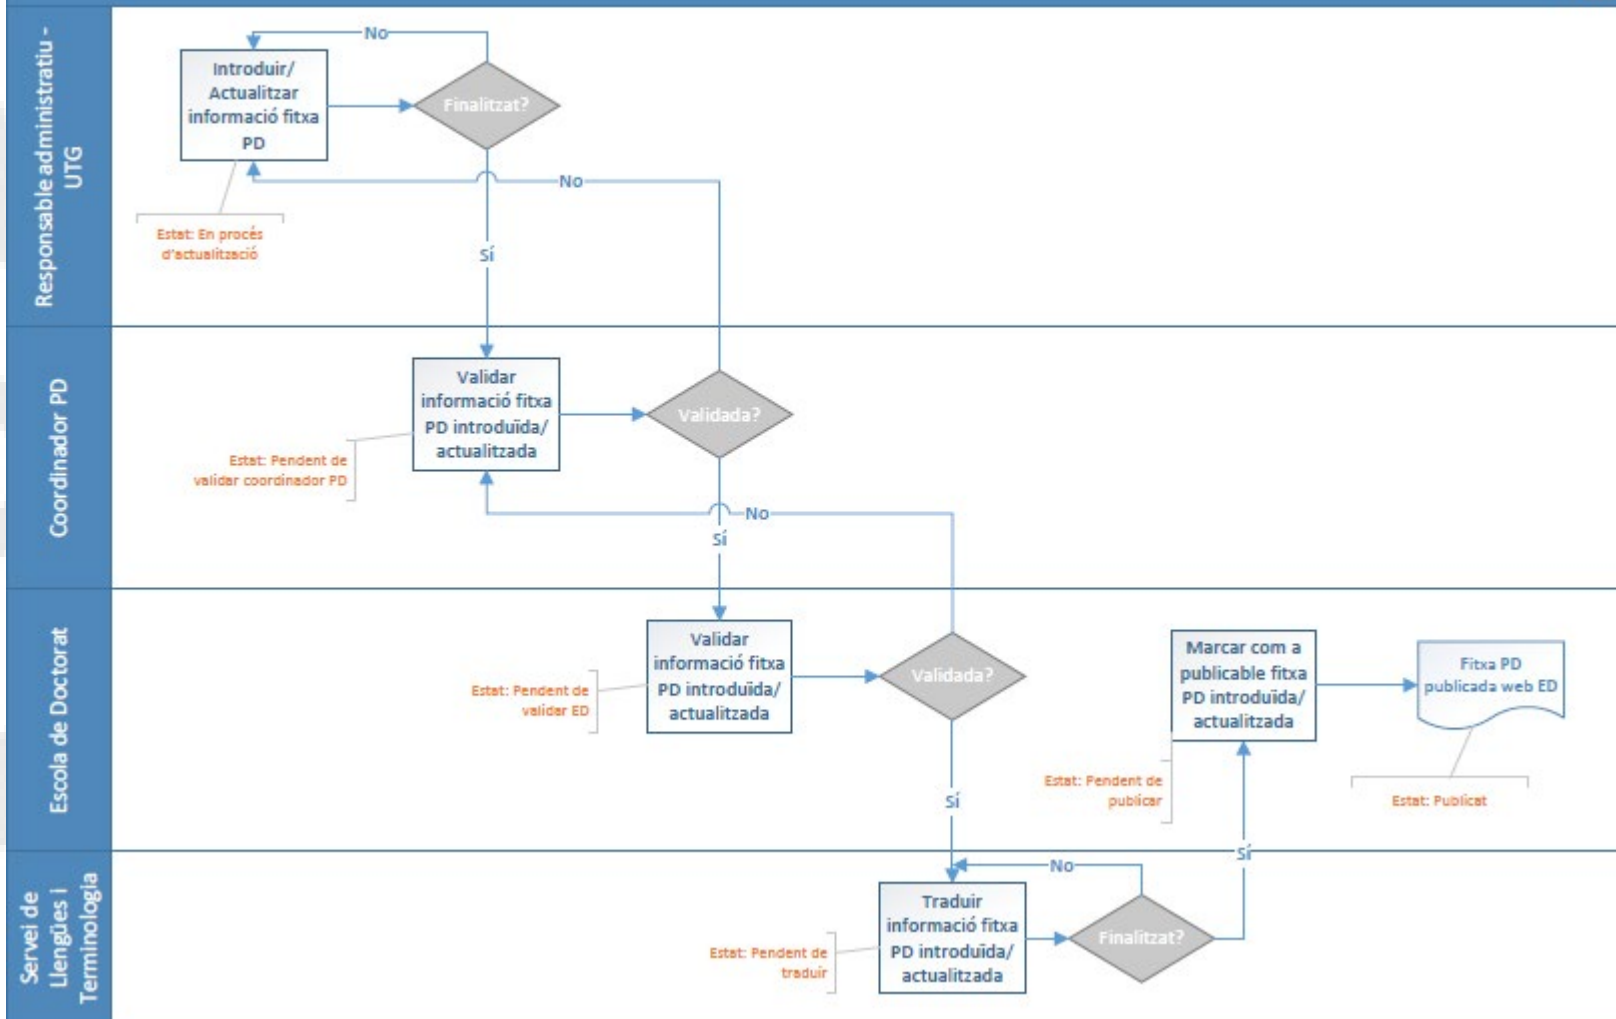 Responsable administratiu -
UTG
No
Introduir/
Actualitzar
informació fitxa
PD
Finalitzat?
No
Estat: En procés
d'actualització
Sí
Coordinador PD
Validar
informació fitxa
PD introduïda/
actualitzada
Validada?
Estat: Pendent de
validar coordinador PD
No
Sí
Escola de Doctorat
Validar
informació fitxa
PD introduïda/
actualitzada
Validada?
Estat: Pendent de
validar ED
Marcar com a
publicable fitxa
PD introduïda/
actualitzada
Fitxa PD
publicada web ED
Estat: Pendent de
publicar
Estat: Publicat
Sí
Sí
Servei de
Llengües i
Terminologia
No
Traduir
informació fitxa
PD introduïda/
actualitzada
Finalitzat?
Estat: Pendent de
traduir